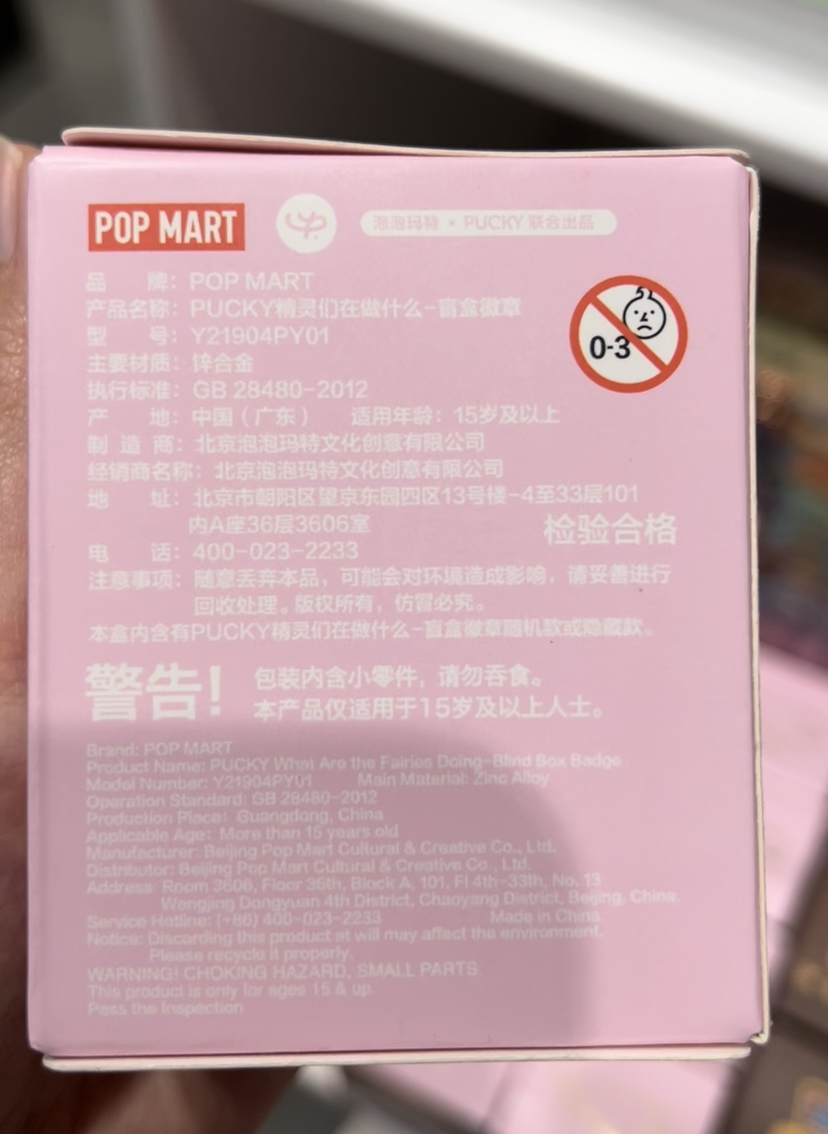 POP MART
泡泡玛特 × PUCKY 联合出品
品 牌：POP MART
产品名称：PUCKY精灵们在做什么-盲盒徽章
型 号：Y21904PY01
主要材质：锌合金
执行标准：GB 28480-2012
产 地：中国（广东） 适用年龄：15岁及以上
制 造 商：北京泡泡玛特文化创意有限公司
经销商名称：北京泡泡玛特文化创意有限公司
地 址：北京市朝阳区望京东园四区13号楼-4至33层101
内A座36层3606室
检验合格
电 话：400-023-2233
注意事项：随意丢弃本品，可能会对环境造成影响，请妥善进行
回收处理。版权所有，仿冒必究。
本盒内含有PUCKY精灵们在做什么-盲盒徽章随机款或隐藏款。
0-3
警告！
包装内含小零件，请勿吞食。
本产品仅适用于15岁及以上人士。
Brand: POP MART
Product Name: PUCKY What Are the Fairies Doing-Blind Box Badge
Model Number: Y21904PY01 Main Material: Zinc Alloy
Operation Standard: GB 28480-2012
Production Place: Guangdong, China
Applicable Age: More than 15 years old
Manufacturer: Beijing Pop Mart Cultural & Creative Co., Ltd.
Distributor: Beijing Pop Mart Cultural & Creative Co., Ltd.
Address: Room 3606, Floor 36th, Block A, 101, Fl 4th-33th, No. 13
Wangjing Dongyuan 4th District, Chaoyang District, Beijing, China.
Service Hotline: (+86) 400-023-2233 Made in China.
Notice: Discarding this product at will may affect the environment.
Please recycle it properly.
WARNING! CHOKING HAZARD, SMALL PARTS.
This product is only for ages 15 & up.
Pass the Inspection